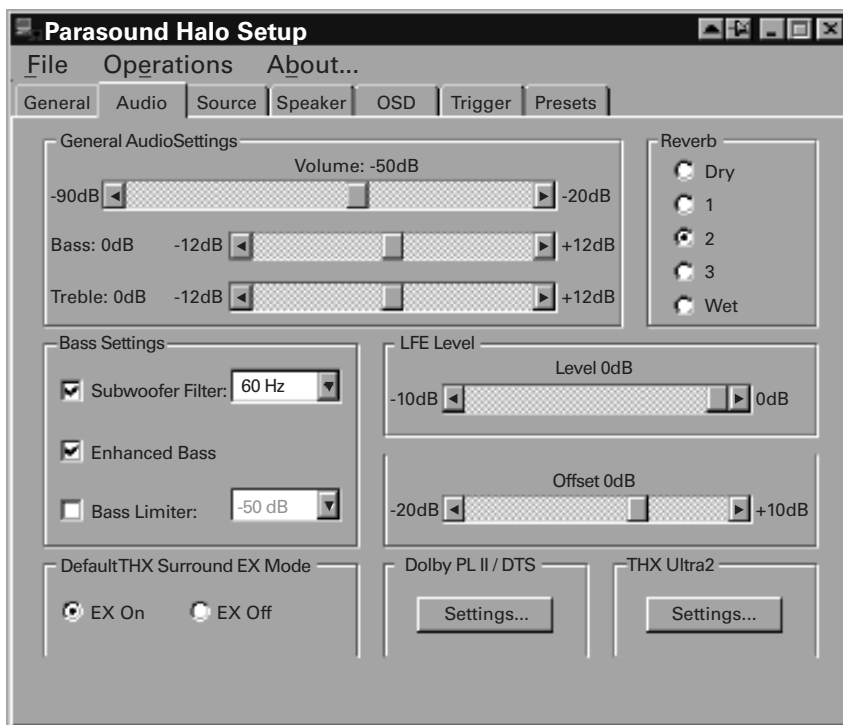 Parasound Halo Setup
File Operations About...
General Audio Source Speaker OSD Trigger Presets
General AudioSettings
Volume: -50dB
-90dB -20dB
Bass: 0dB -12dB +12dB
Treble: 0dB -12dB +12dB
Reverb
Dry
1
2
3
Wet
Bass Settings
Subwoofer Filter: 60 Hz
Enhanced Bass
Bass Limiter: -50 dB
LFE Level
Level 0dB
-10dB 0dB
Offset 0dB
-20dB +10dB
DefaultTHX Surround EX Mode
EX On EX Off
Dolby PL II / DTS
Settings...
THX Ultra2
Settings...